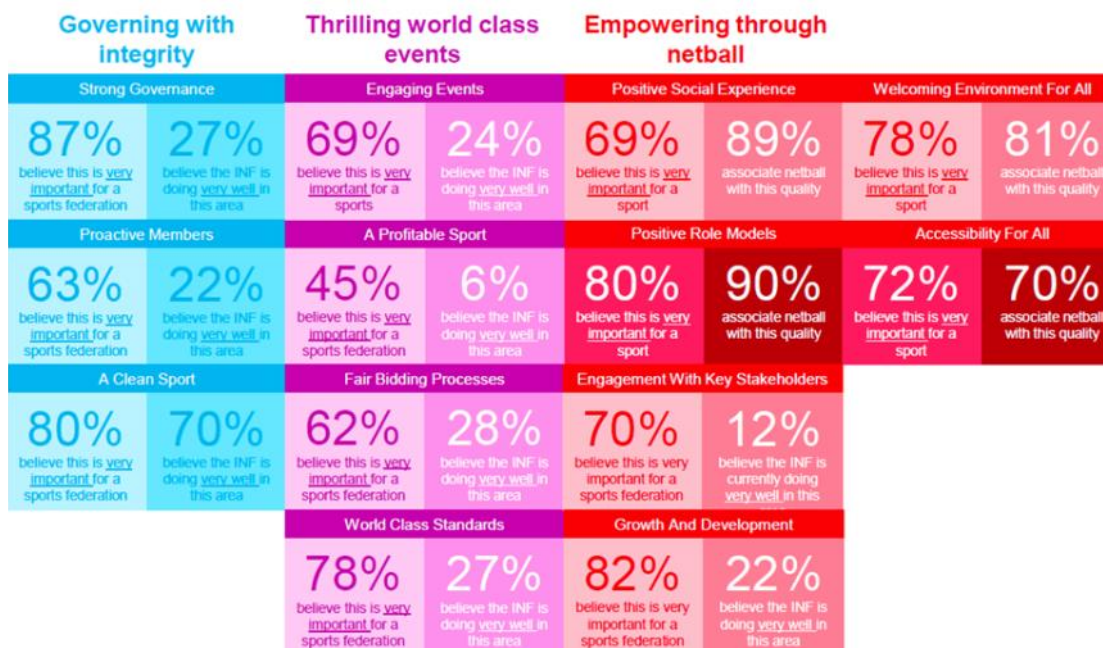 Governing with
integrity
Strong Governance
87%
believe this is very
important for a
sports federation
27%
believe the INF is
doing very well in
this area
Proactive Members
63%
believe this is very
important for a
sports federation
22%
believe the INF is
doing very well in
this area
A Clean Sport
80%
believe this is very
important for a
sports federation
70%
believe the INF is
doing very well in
this area
Thrilling world class
events
Engaging Events
69%
believe this is very
important for a
sports
24%
believe the INF is
doing very well in
this area
A Profitable Sport
45%
believe this is very
important for a
sports federation
6%
believe the INF is
doing very well in
this area
Fair Bidding Processes
62%
believe this is very
important for a
sports federation
28%
believe the INF is
doing very well in
this area
World Class Standards
78%
believe this is very
important for a
sports federation
27%
believe the INF is
doing very well in
this area
Empowering through
netball
Positive Social Experience
69%
believe this is very
important for a
sport
89%
associate netball
with this quality
Positive Role Models
80%
believe this is very
important for a
sport
90%
associate netball
with this quality
Engagement With Key Stakeholders
70%
believe this is very
important for a
sports federation
12%
believe the INF is
currently doing
very well in this
Growth And Development
82%
believe this is very
important for a
sports federation
22%
believe the INF is
doing very well in
this area
Welcoming Environment For All
78%
believe this is very
important for a
sport
81%
associate netball
with this quality
Accessibility For All
72%
believe this is very
important for a
sport
70%
associate netball
with this quality